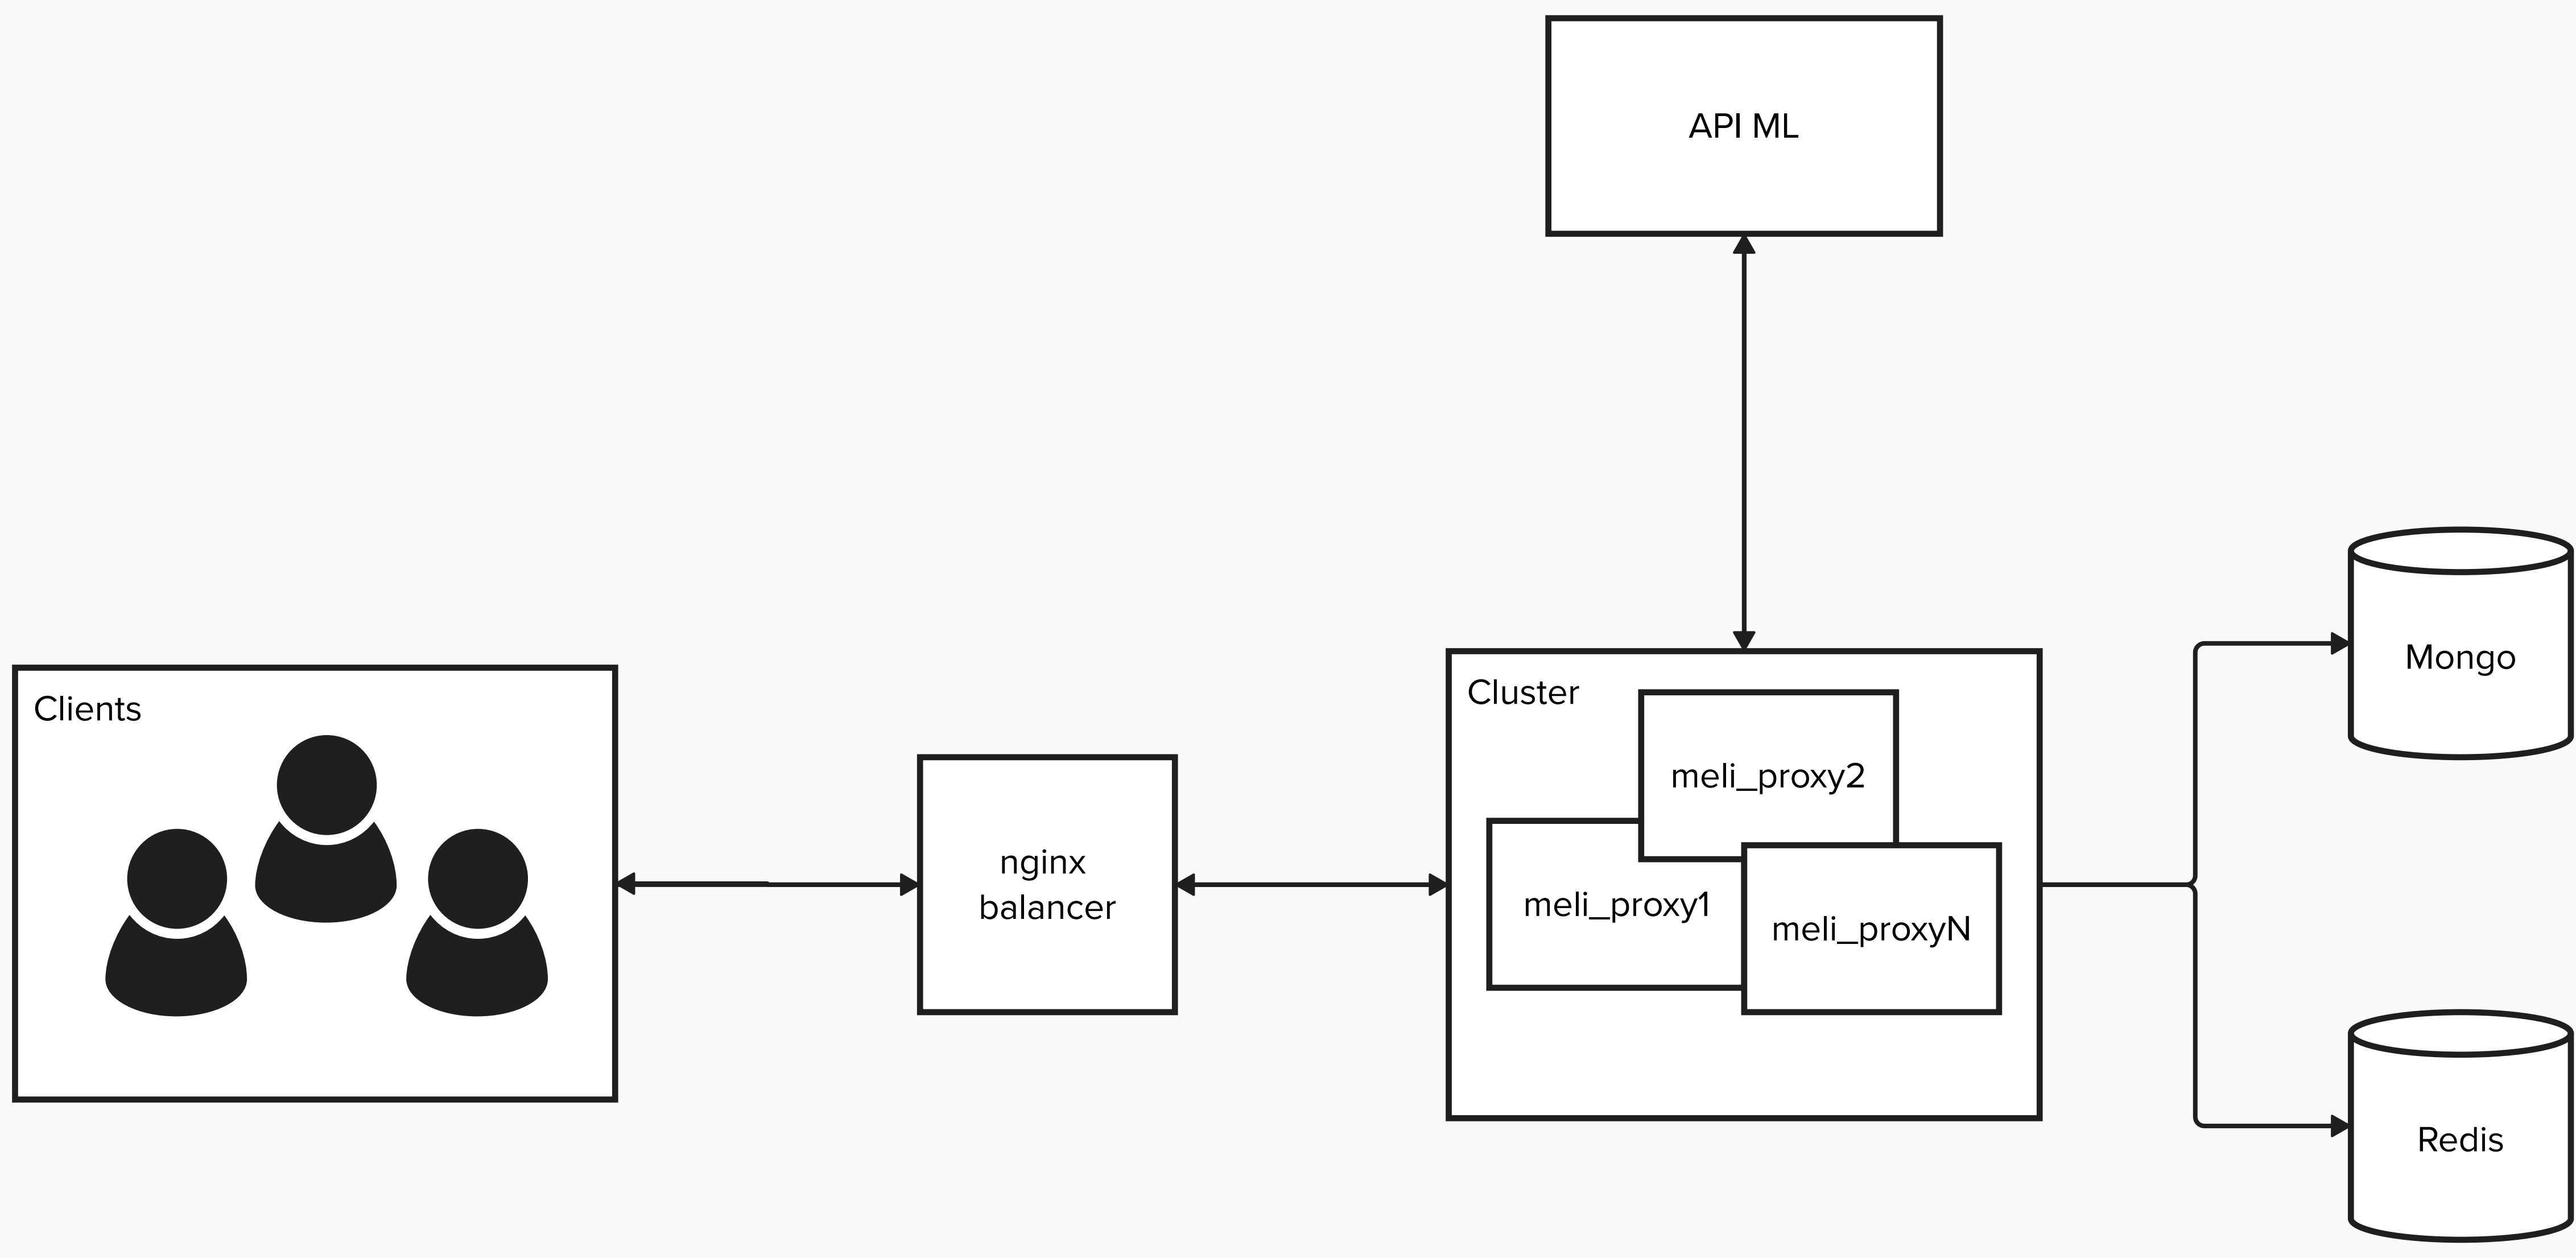 API ML
Clients
nginx
balancer
Cluster
meli_proxy2
meli_proxy1
meli_proxyN
Mongo
Redis